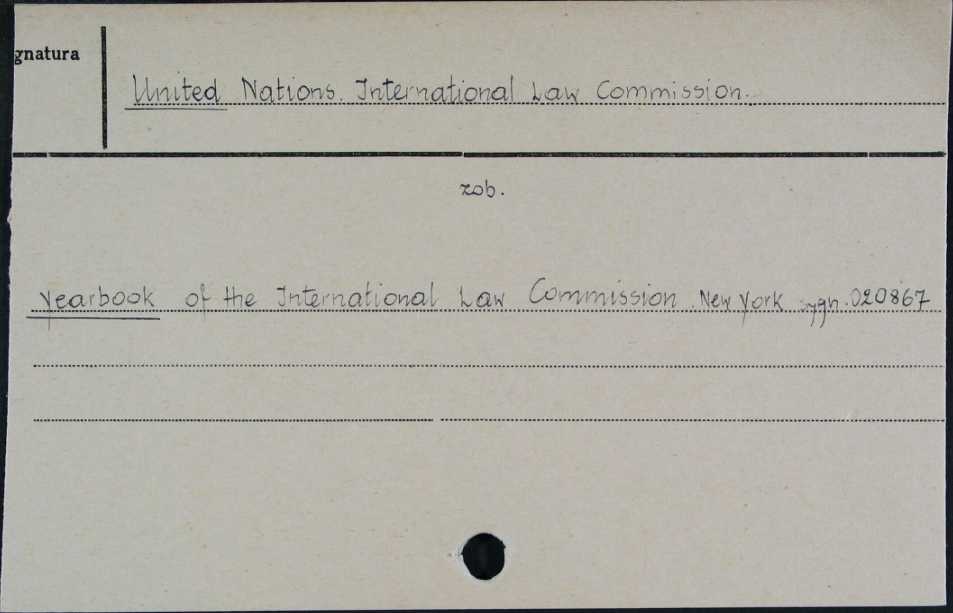 gnatura
United Nations. International Law Commission.
zob.
Yearbook of the International Law Commission. New York sygn. 020867